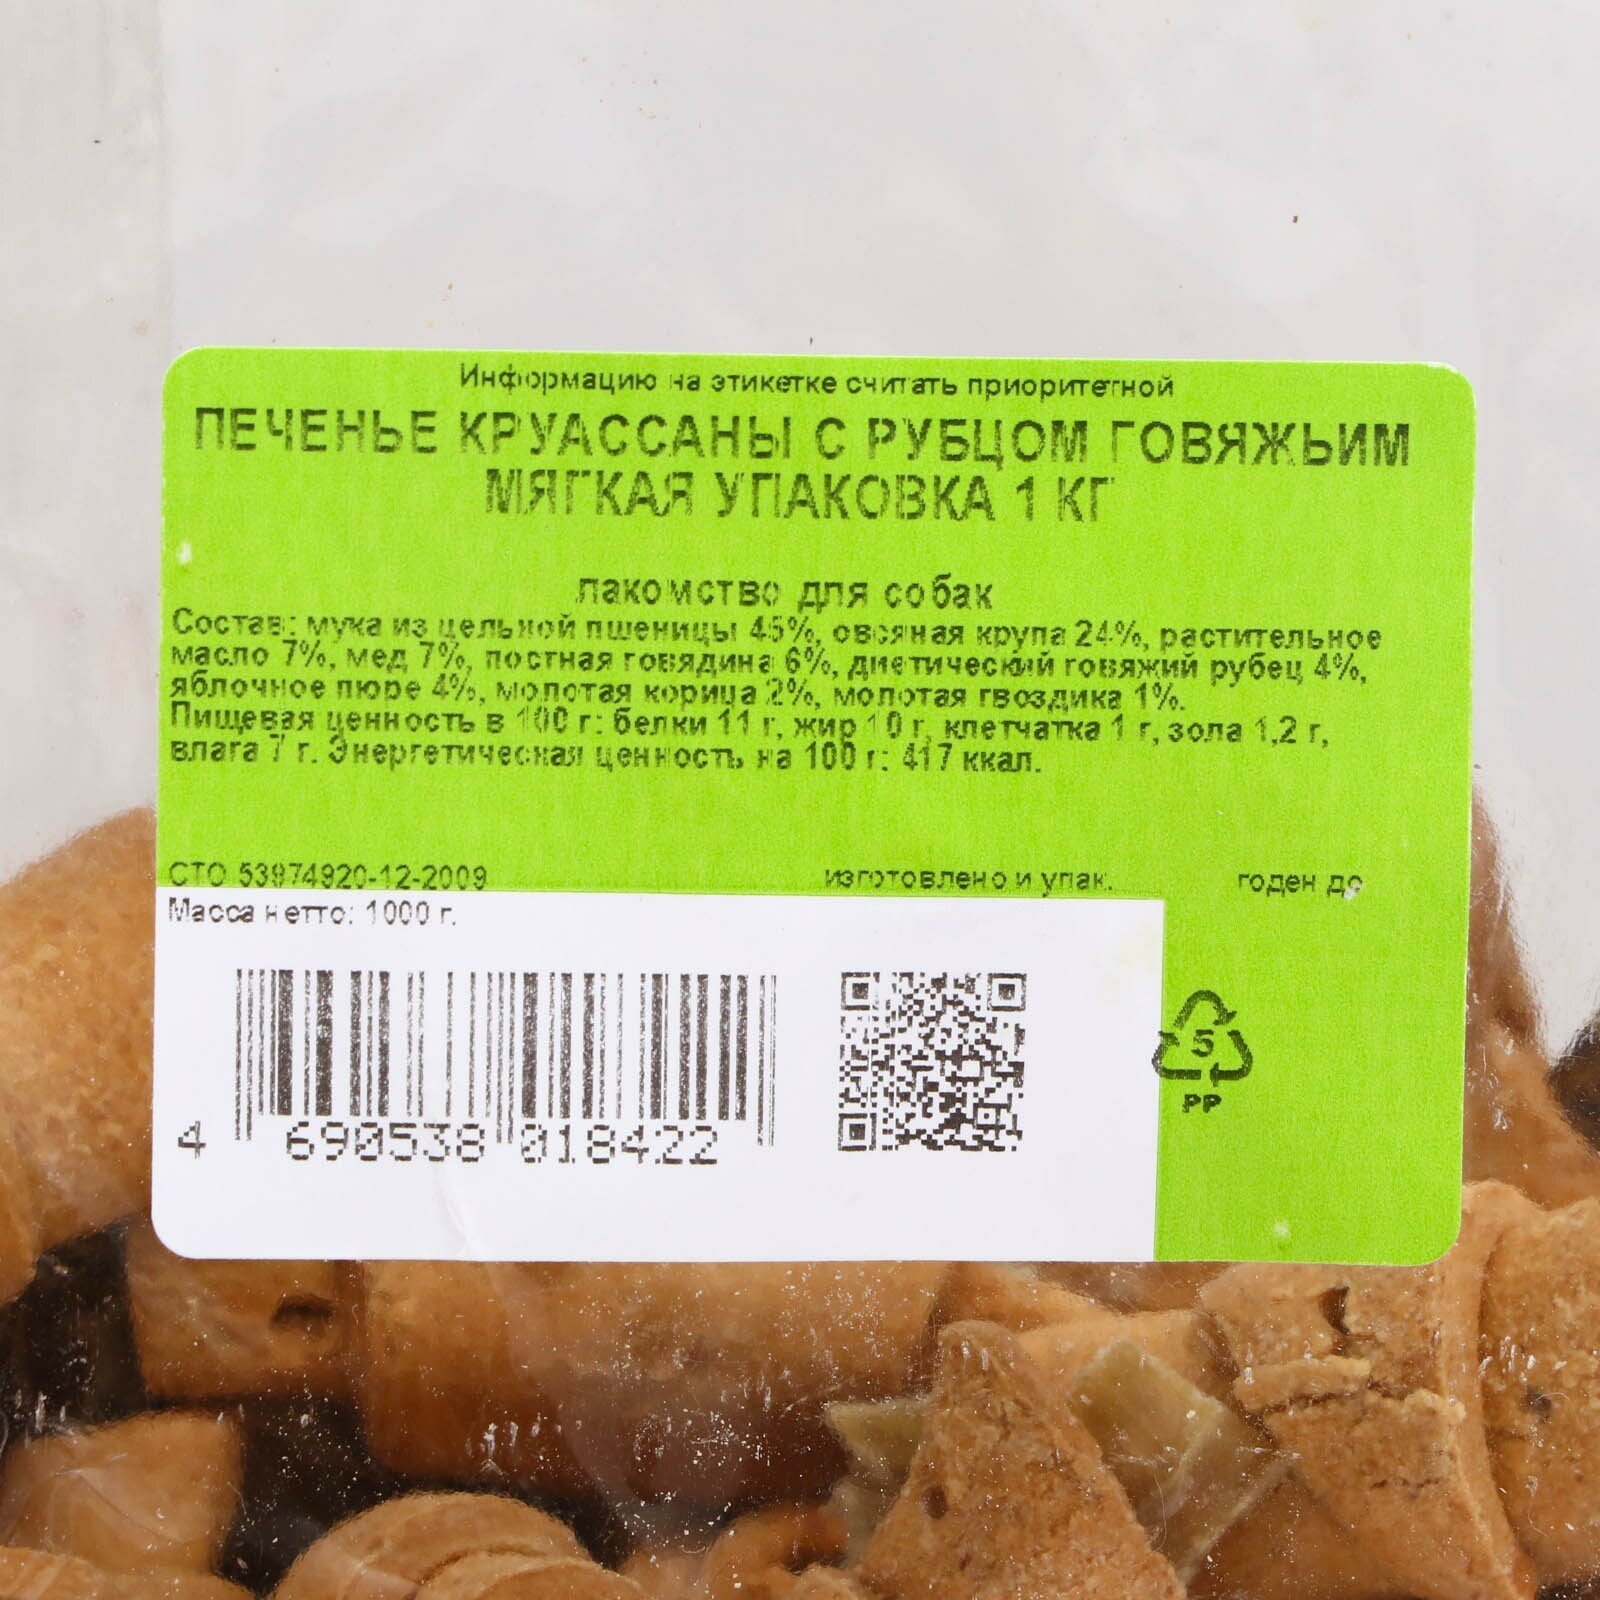 Информацию на этикетке считать приоритетной
ПЕЧЕНЬЕ КРУАССАНЫ С РУБЦОМ ГОВЯЖЬИМ
МЯГКАЯ УПАКОВКА 1 КГ
лакомство для собак
Состав: мука из цельной пшеницы 45%, овсяная крупа 24%, растительное
масло 7%, мед 7%, постная говядина 6%, диетический говяжий рубец 4%,
яблочное пюре 4%, молотая корица 2%, молотая гвоздика 1%.
Пищевая ценность в 100 г: белки 11 г, жир 10 г, клетчатка 1 г, зола 1,2 г,
влага 7 г. Энергетическая ценность на 100 г: 417 ккал.
СТО 53974920-12-2009 изготовлено и упак. годен до
Масса нетто: 1000 г.
4 690538 018422
5
PP